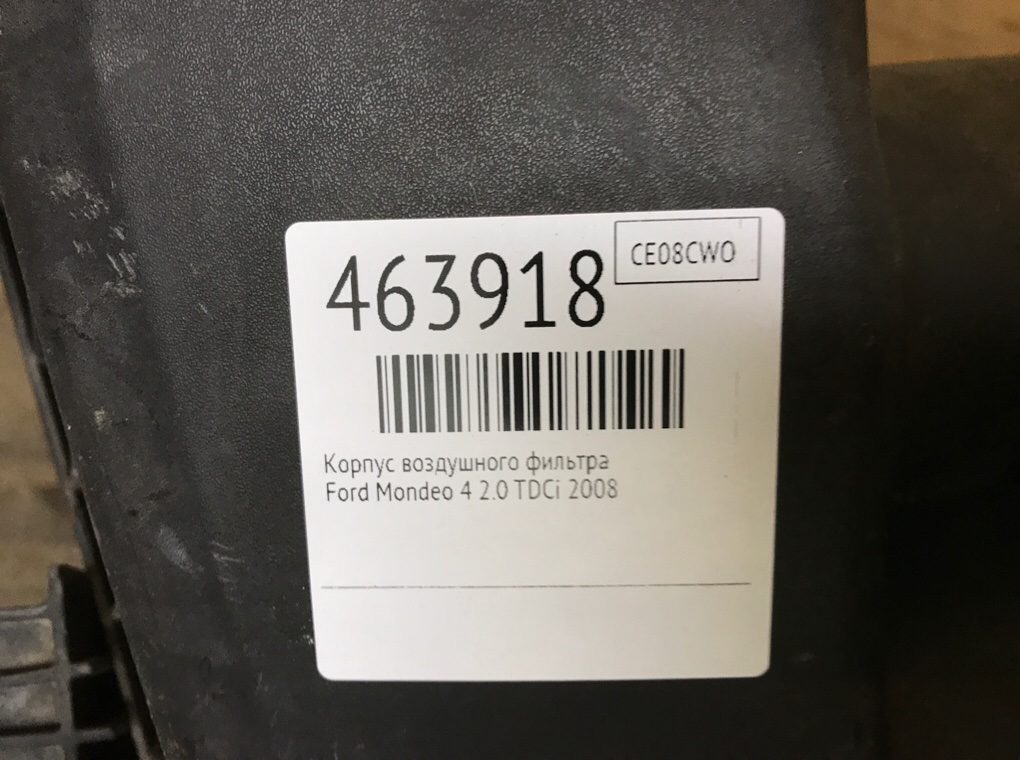 463918
CE08CWO
Корпус воздушного фильтра
Ford Mondeo 4 2.0 TDCi 2008